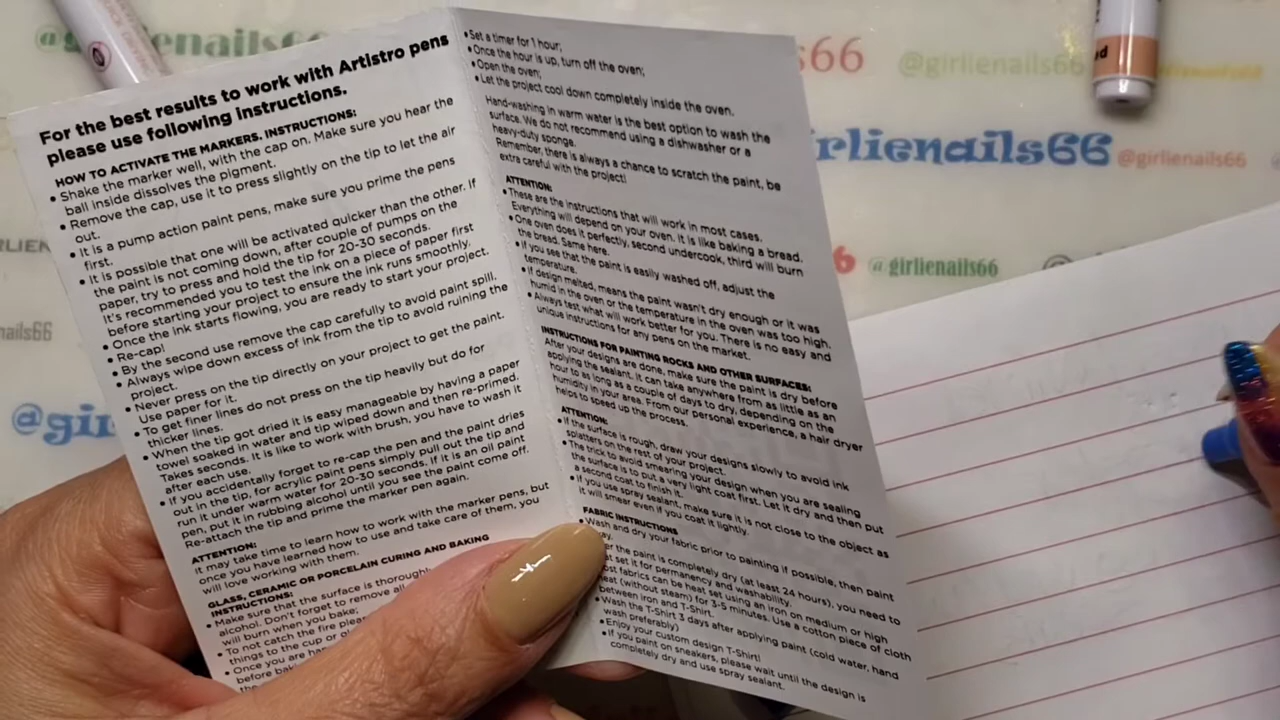 @girlienails66
s66
@girlienails66
rlienails66
@girlienails66
6
@girlienails66
RLIEN
nails66
@gi
d
For the best results to work with Artistro pens
please use following instructions.
HOW TO ACTIVATE THE MARKERS. INSTRUCTIONS:
• Shake the marker well, with the cap on. Make sure you hear the
ball inside dissolves the pigment.
• Remove the cap, use it to press slightly on the tip to let the air
out.
• It is a pump action paint pens, make sure you prime the pens
first.
• It is possible that one will be activated quicker than the other. If
the paint is not coming down, after couple of pumps on the
paper, try to press and hold the tip for 20-30 seconds.
It's recommended you to test the ink on a piece of paper first
before starting your project to ensure the ink runs smoothly.
• Once the ink starts flowing, you are ready to start your project.
• Re-cap!
• By the second use remove the cap carefully to avoid paint spill.
• Always wipe down excess of ink from the tip to avoid ruining the
project.
• Never press on the tip directly on your project to get the paint.
Use paper for it.
• To get finer lines do not press on the tip heavily but do for
thicker lines.
• When the tip got dried it is easy manageable by having a paper
towel soaked in water and tip wiped down and then re-primed.
Takes seconds. It is like to work with brush, you have to wash it
after each use.
• If you accidentally forget to re-cap the pen and the paint dries
out in the tip, for acrylic paint pens simply pull out the tip and
run it under warm water for 20-30 seconds. If it is an oil paint
pen, put it in rubbing alcohol until you see the paint come off.
Re-attach the tip and prime the marker pen again.
ATTENTION:
It may take time to learn how to work with the marker pens, but
once you have learned how to use and take care of them, you
will love working with them.
GLASS, CERAMIC OR PORCELAIN CURING AND BAKING
INSTRUCTIONS:
• Make sure that the surface is thorough
alcohol. Don't forget to remove all
will burn when you bake;
• To not catch the fire plea
things to the cup or
• Once you are ha
before bak
the
• Set a timer for 1 hour;
• Once the hour is up, turn off the oven;
• Open the oven;
• Let the project cool down completely inside the oven.
Hand-washing in warm water is the best option to wash the
surface. We do not recommend using a dishwasher or a
heavy-duty sponge.
Remember, there is always a chance to scratch the paint, be
extra careful with the project!
ATTENTION:
• These are the instructions that will work in most cases.
Everything will depend on your oven. It is like baking a bread.
• One oven does it perfectly, second undercook, third will burn
the bread. Same here.
• If you see that the paint is easily washed off, adjust the
temperature.
• If design melted, means the paint wasn't dry enough or it was
humid in the oven or the temperature in the oven was too high.
• Always test what will work better for you. There is no easy and
unique instructions for any pens on the market.
INSTRUCTIONS FOR PAINTING ROCKS AND OTHER SURFACES:
After your designs are done, make sure the paint is dry before
applying the sealant. It can take anywhere from as little as an
hour to as long as a couple of days to dry, depending on the
humidity in your area. From our personal experience, a hair dryer
helps to speed up the process.
ATTENTION:
• If the surface is rough, draw your designs slowly to avoid ink
splatters on the rest of your project.
• The trick to avoid smearing your design when you are sealing
the surface is to put a very light coat first. Let it dry and then put
a second coat to finish it.
• If you use spray sealant, make sure it is not close to the object as
it will smear even if you coat it lightly.
FABRIC INSTRUCTIONS
• Wash and dry your fabric prior to painting if possible, then paint
ay.
er the paint is completely dry (at least 24 hours), you need to
at set it for permanency and washability.
ost fabrics can be heat set using an iron on medium or high
heat (without steam) for 3-5 minutes. Use a cotton piece of cloth
between iron and T-Shirt.
• Wash the T-Shirt 3 days after applying paint (cold water, hand
wash preferably)
• Enjoy your custom design T-Shirt!
• If you paint on sneakers, please wait until the design is
completely dry and use spray sealant.